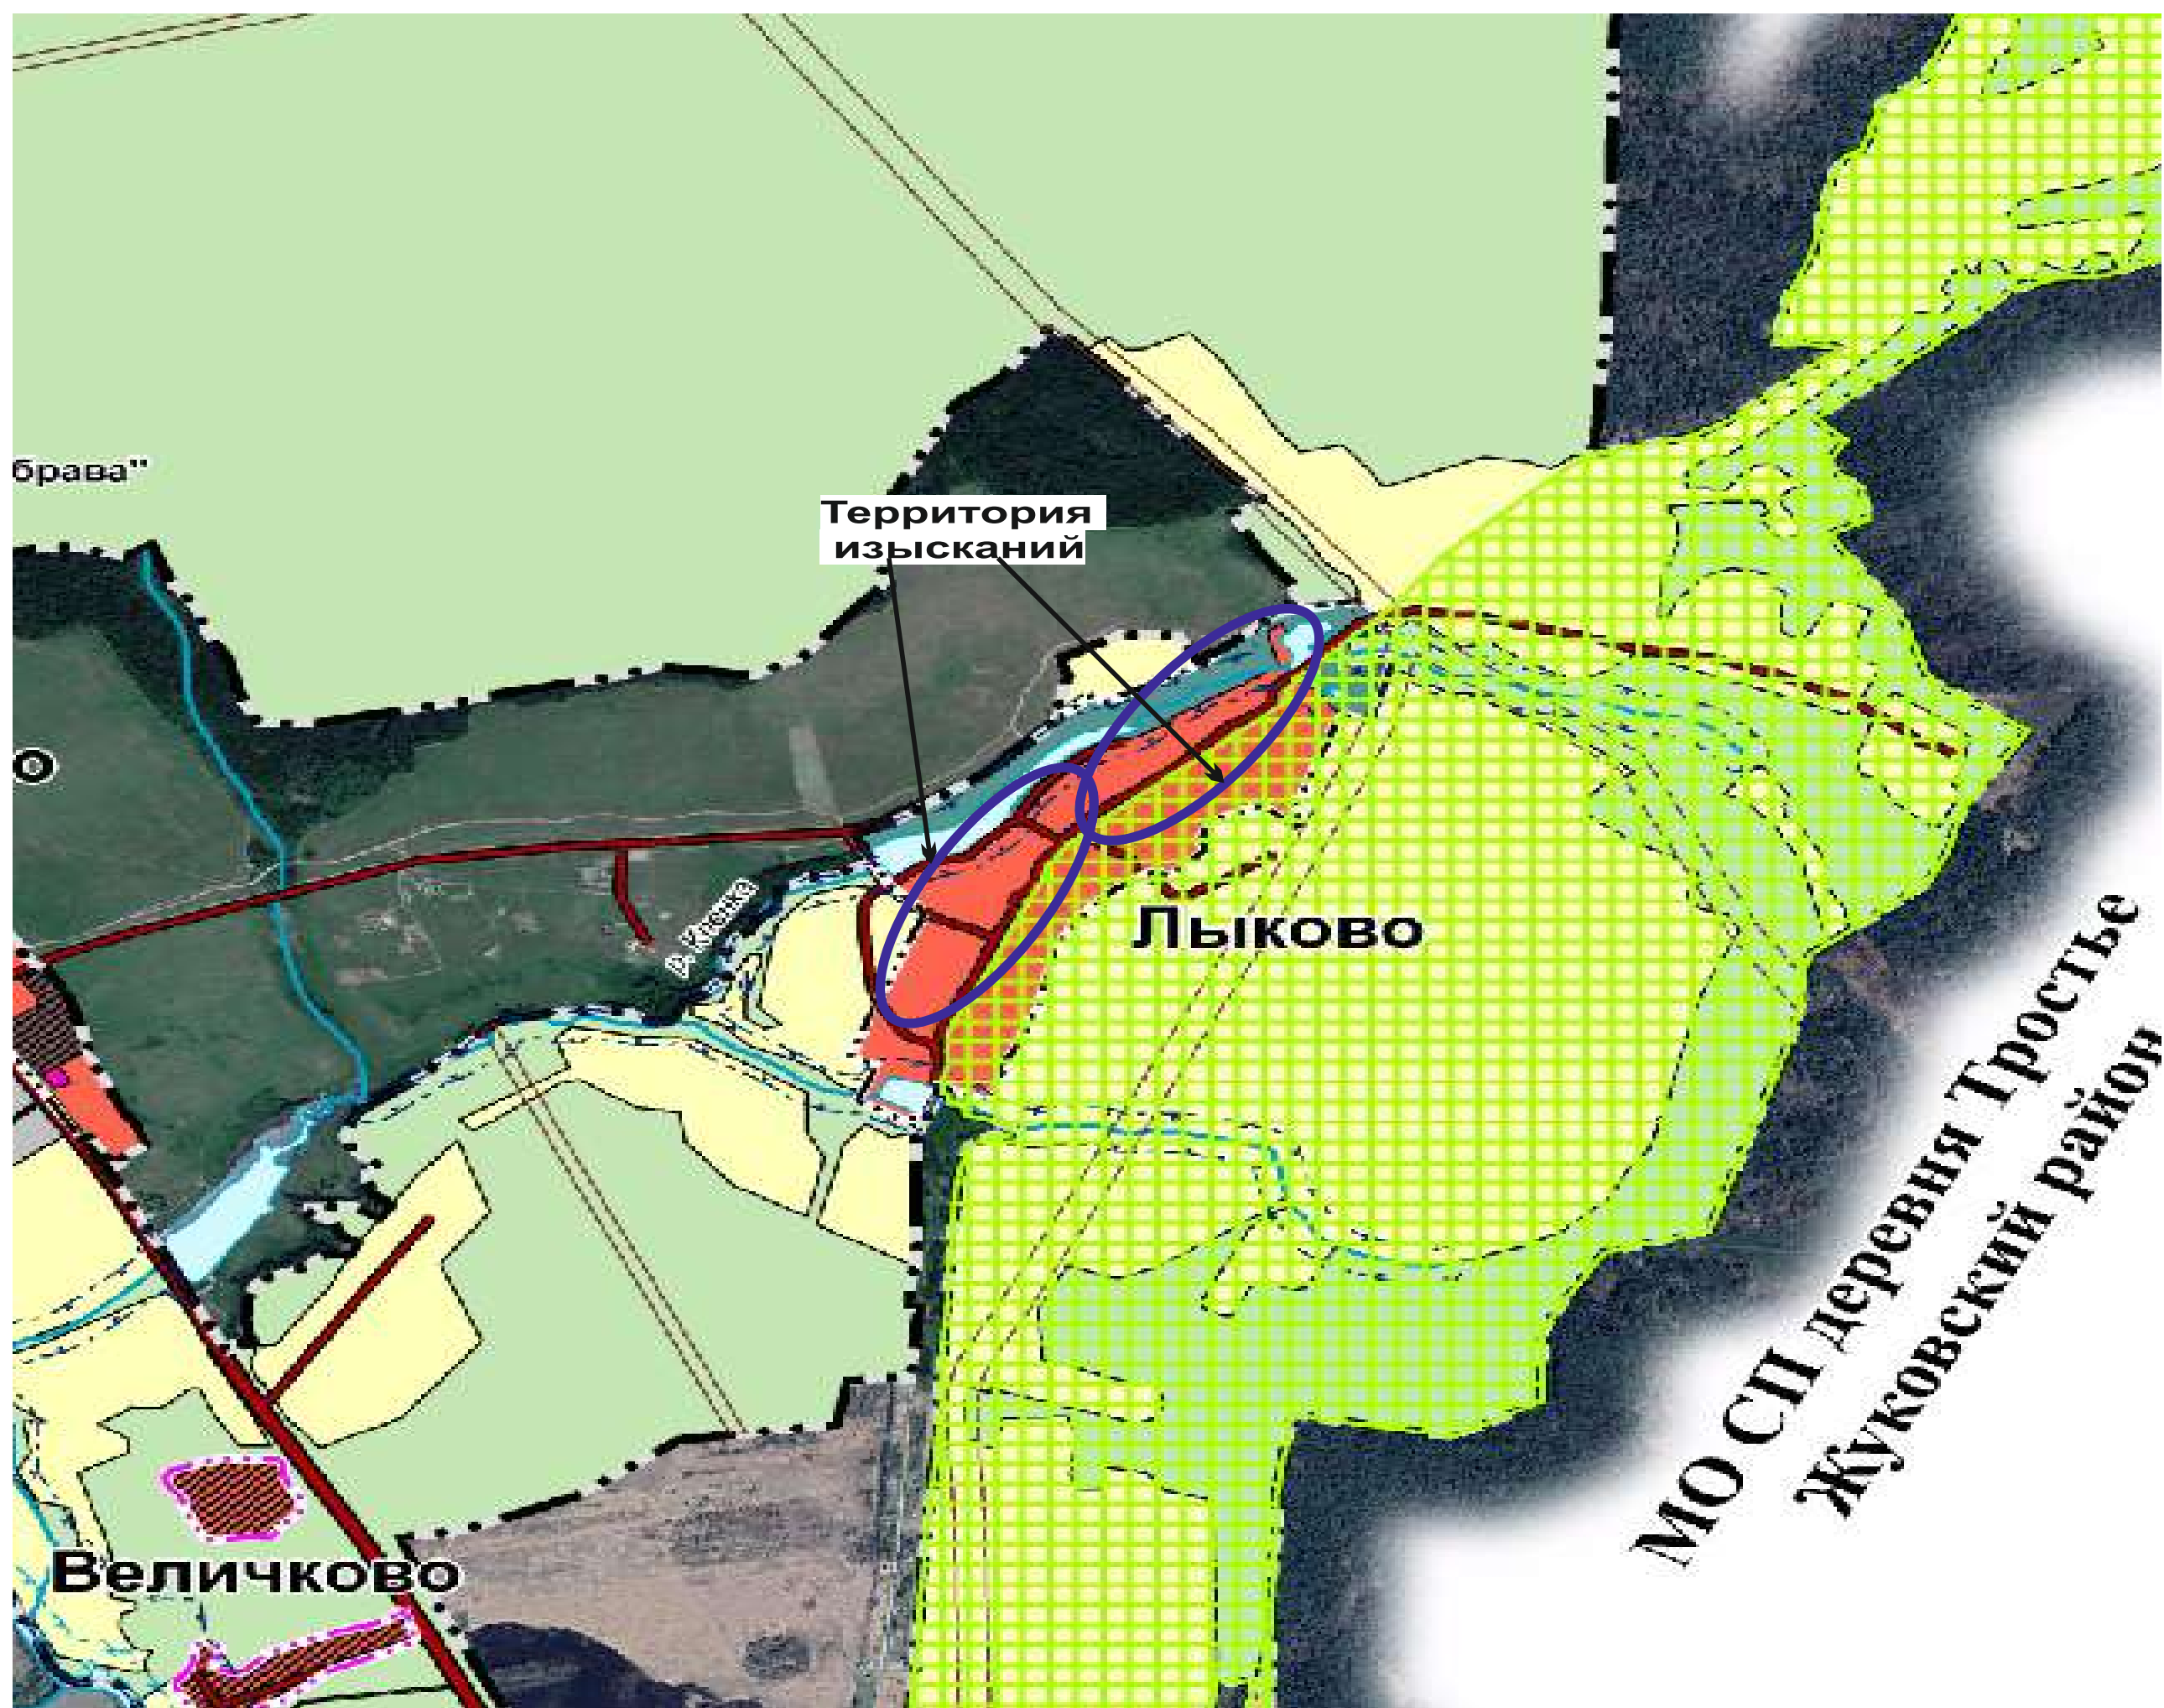 брава"
Территория
изысканий
о
Лыково
МО СП деревня Тростье
Жуковский район
Величково